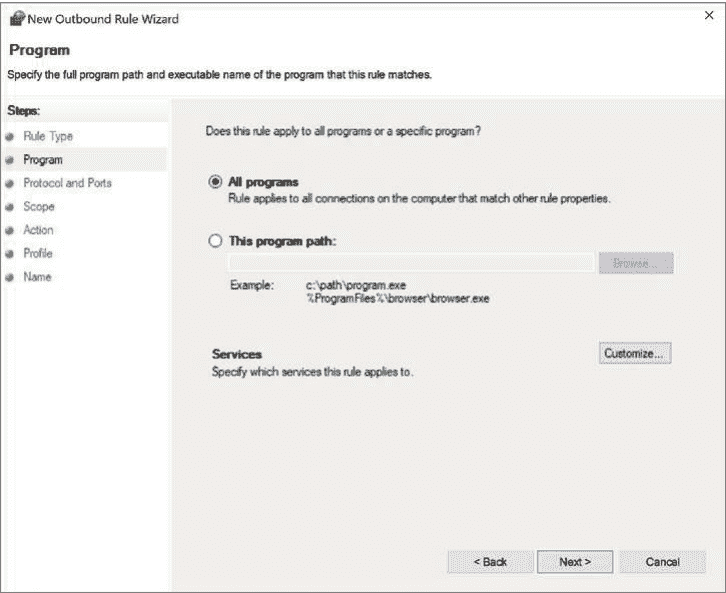 New Outbound Rule Wizard
Program
Specify the full program path and executable name of the program that this rule matches.
Steps:
Rule Type
Program
Protocol and Ports
Scope
Action
Profile
Name
Does this rule apply to all programs or a specific program?
All programs
Rule applies to all connections on the computer that match other rule properties.
This program path:
Browse...
Example: c:\path\program.exe
%ProgramFiles%\browser\browser.exe
Services
Customize...
Specify which services this rule applies to.
< Back Next > Cancel